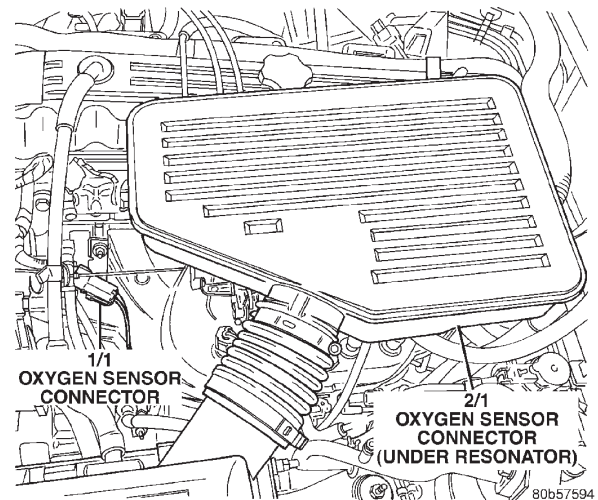 1/1
OXYGEN SENSOR
CONNECTOR
2/1
OXYGEN SENSOR
CONNECTOR
(UNDER RESONATOR)
80b57594